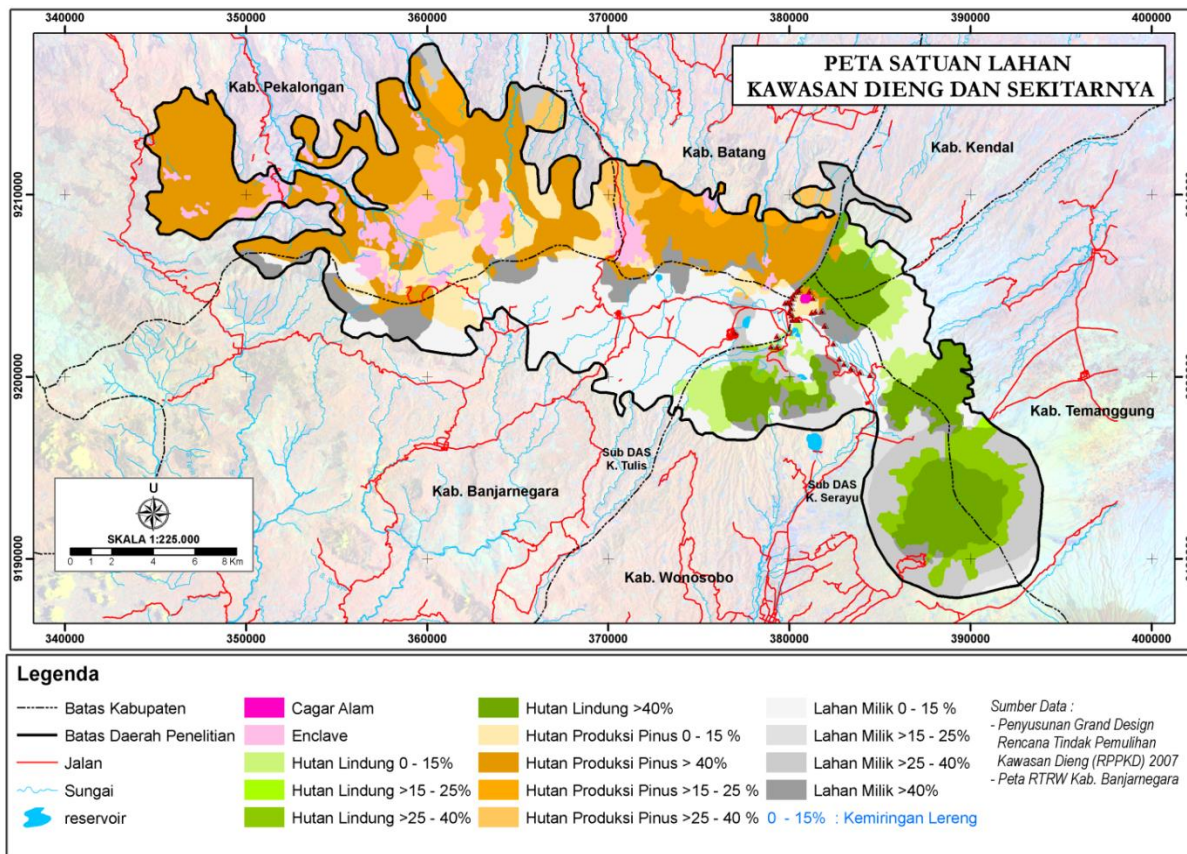 340000 350000 360000 370000 380000 390000 400000
PETA SATUAN LAHAN
KAWASAN DIENG DAN SEKITARNYA
Kab. Pekalongan
Kab. Batang
Kab. Kendal
9210000
9200000
Kab. Temanggung
Sub DAS
K. Tulis
Sub DAS
K. Serayu
Kab. Banjarnegara
Kab. Wonosobo
U
SKALA 1:225.000
0 1 2 4 6 8 Km
9190000
340000 350000 360000 370000 380000 390000 400000
Legenda
Batas Kabupaten
Batas Daerah Penelitian
Jalan
Sungai
reservoir
Cagar Alam
Enclave
Hutan Lindung 0 - 15%
Hutan Lindung >15 - 25%
Hutan Lindung >25 - 40%
Hutan Lindung >40%
Hutan Produksi Pinus 0 - 15 %
Hutan Produksi Pinus > 40%
Hutan Produksi Pinus >15 - 25 %
Hutan Produksi Pinus >25 - 40 %
Lahan Milik 0 - 15 %
Lahan Milik >15 - 25%
Lahan Milik >25 - 40%
Lahan Milik >40%
0 - 15% : Kemiringan Lereng
Sumber Data :
- Penyusunan Grand Design
Rencana Tindak Pemulihan
Kawasan Dieng (RPPKD) 2007
- Peta RTRW Kab. Banjarnegara